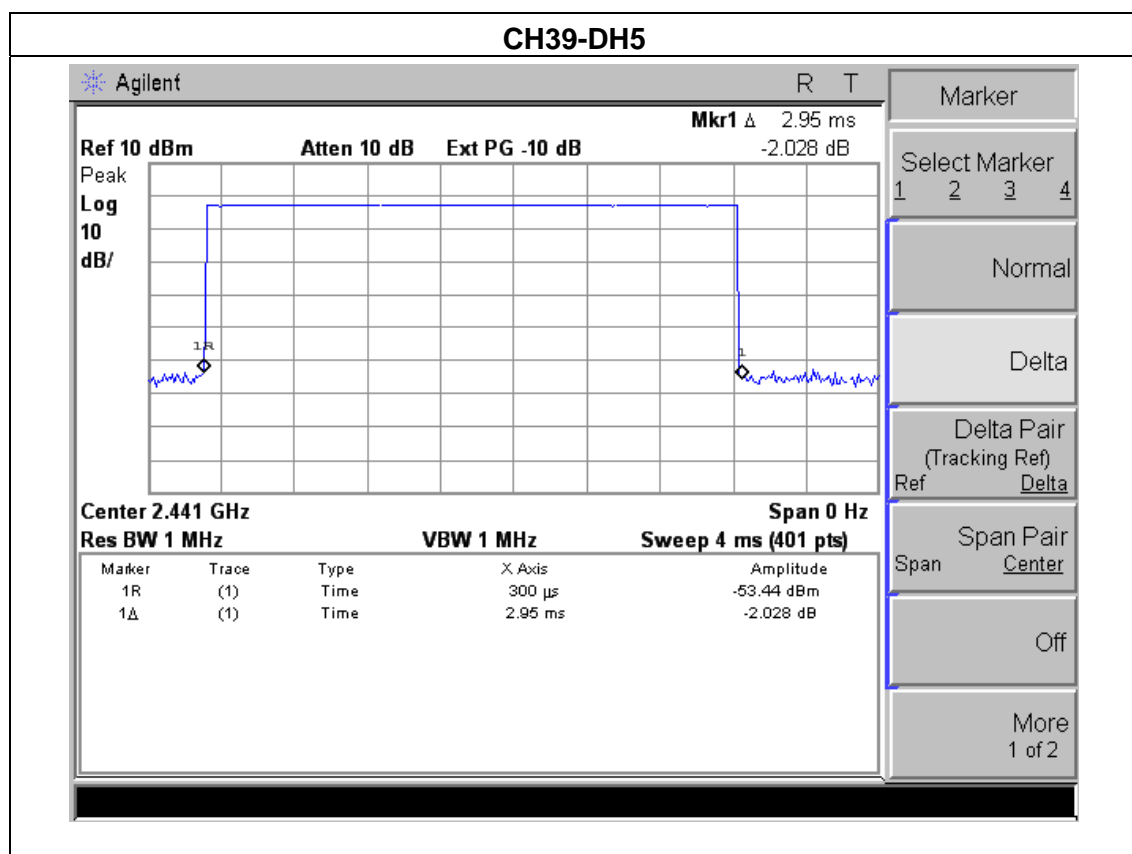 CH39-DH5
Agilent R T
Mkr1 Δ 2.95 ms
Ref 10 dBm Atten 10 dB Ext PG -10 dB -2.028 dB
Peak
Log
10
dB/
1R
1
Center 2.441 GHz Span 0 Hz
Res BW 1 MHz VBW 1 MHz Sweep 4 ms (401 pts)
Marker Trace Type X Axis Amplitude
1R (1) Time 300 µs -53.44 dBm
1Δ (1) Time 2.95 ms -2.028 dB
Marker
Select Marker
1 2 3 4
Normal
Delta
Delta Pair
(Tracking Ref)
Ref Delta
Span Pair
Span Center
Off
More
1 of 2